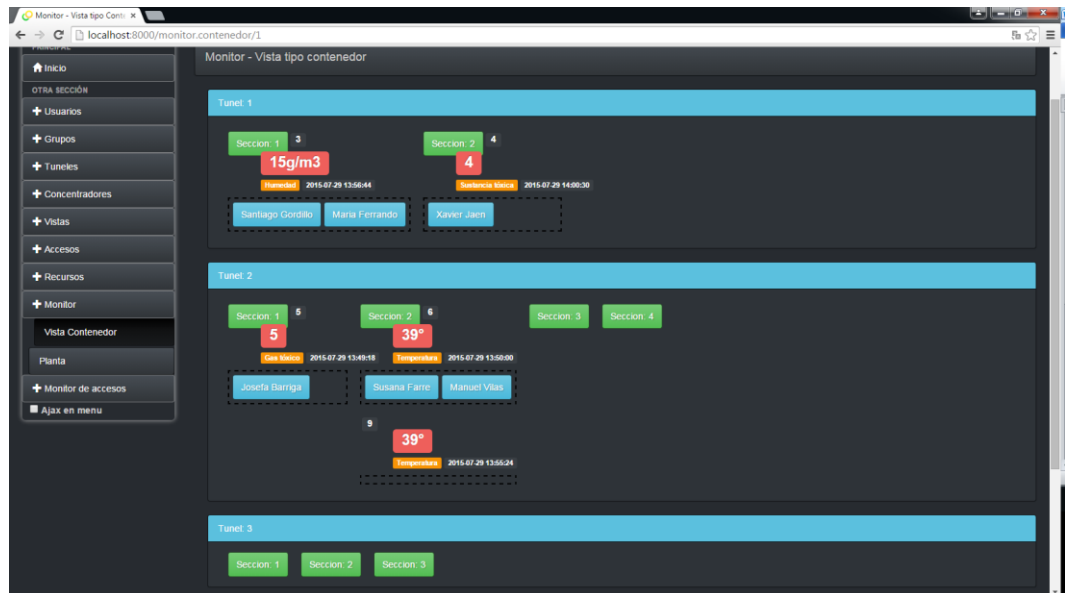 Monitor - Vista tipo Conte
localhost:8000/monitor.contenedor/1
PRINCIPAL
Inicio
OTRA SECCIÓN
Usuarios
Grupos
Tuneles
Concentradores
Vistas
Accesos
Recursos
Monitor
Vista Contenedor
Planta
Monitor de accesos
Ajax en menu
Monitor - Vista tipo contenedor
Tunel: 1
Seccion: 1 3 Seccion: 2 4
15g/m3 4
Humedad 2015-07-29 13:56:44 Sustancia tóxica 2015-07-29 14:00:30
Santiago Gordillo Maria Ferrando Xavier Jaen
Tunel: 2
Seccion: 1 5 Seccion: 2 6 Seccion: 3 Seccion: 4
5 39°
Gas tóxico 2015-07-29 13:49:18 Temperatura 2015-07-29 13:50:00
Josefa Barriga Susana Farre Manuel Vilas
9
39°
Temperatura 2015-07-29 13:55:24
Tunel: 3
Seccion: 1 Seccion: 2 Seccion: 3